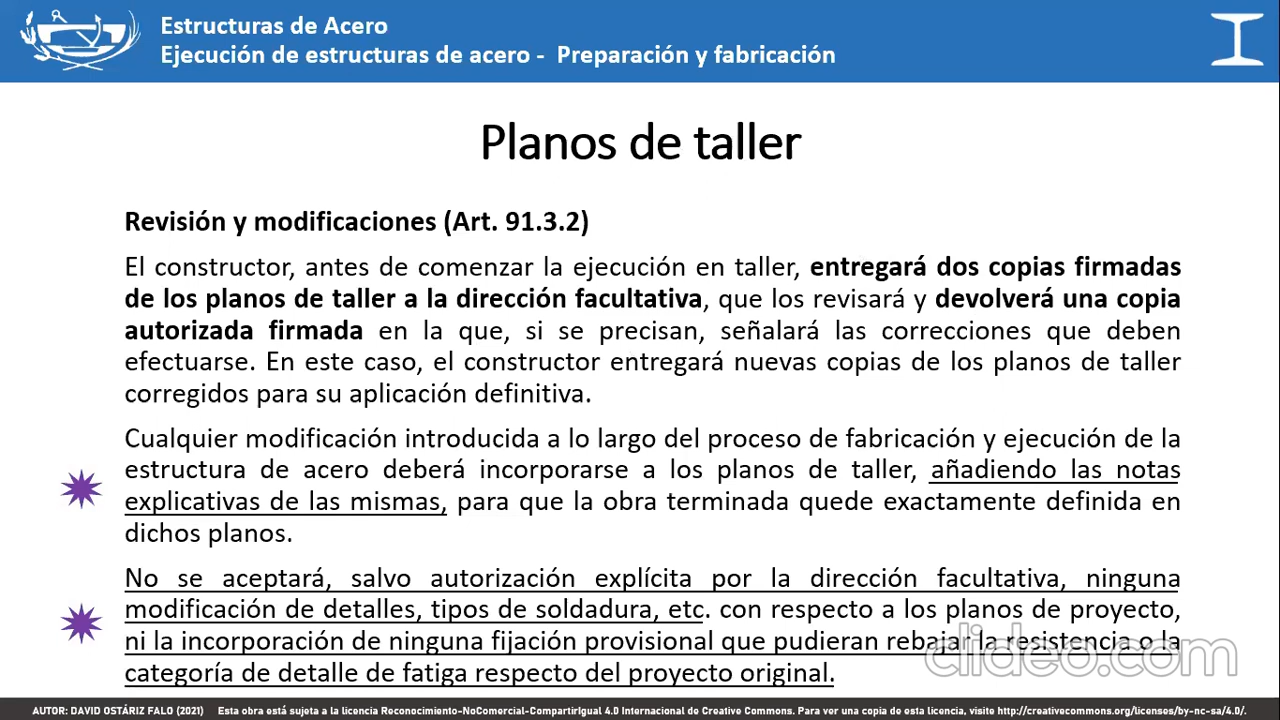 Estructuras de Acero
Ejecución de estructuras de acero -  Preparación y fabricación
Planos de taller
Revisión y modificaciones (Art. 91.3.2)
El constructor, antes de comenzar la ejecución en taller, entregará dos copias firmadas
de los planos de taller a la dirección facultativa, que los revisará y devolverá una copia
autorizada firmada en la que, si se precisan, señalará las correcciones que deben
efectuarse. En este caso, el constructor entregará nuevas copias de los planos de taller
corregidos para su aplicación definitiva.
Cualquier modificación introducida a lo largo del proceso de fabricación y ejecución de la
estructura de acero deberá incorporarse a los planos de taller, añadiendo las notas
explicativas de las mismas, para que la obra terminada quede exactamente definida en
dichos planos.
No se aceptará, salvo autorización explícita por la dirección facultativa, ninguna
modificación de detalles, tipos de soldadura, etc. con respecto a los planos de proyecto,
ni la incorporación de ninguna fijación provisional que pudieran rebajar la resistencia o la
categoría de detalle de fatiga respecto del proyecto original.
clideo.com
AUTOR: DAVID OSTÁRIZ FALO (2021) Esta obra está sujeta a la licencia Reconocimiento-NoComercial-CompartirIgual 4.0 Internacional de Creative Commons. Para ver una copia de esta licencia, visite http://creativecommons.org/licenses/by-nc-sa/4.0/.